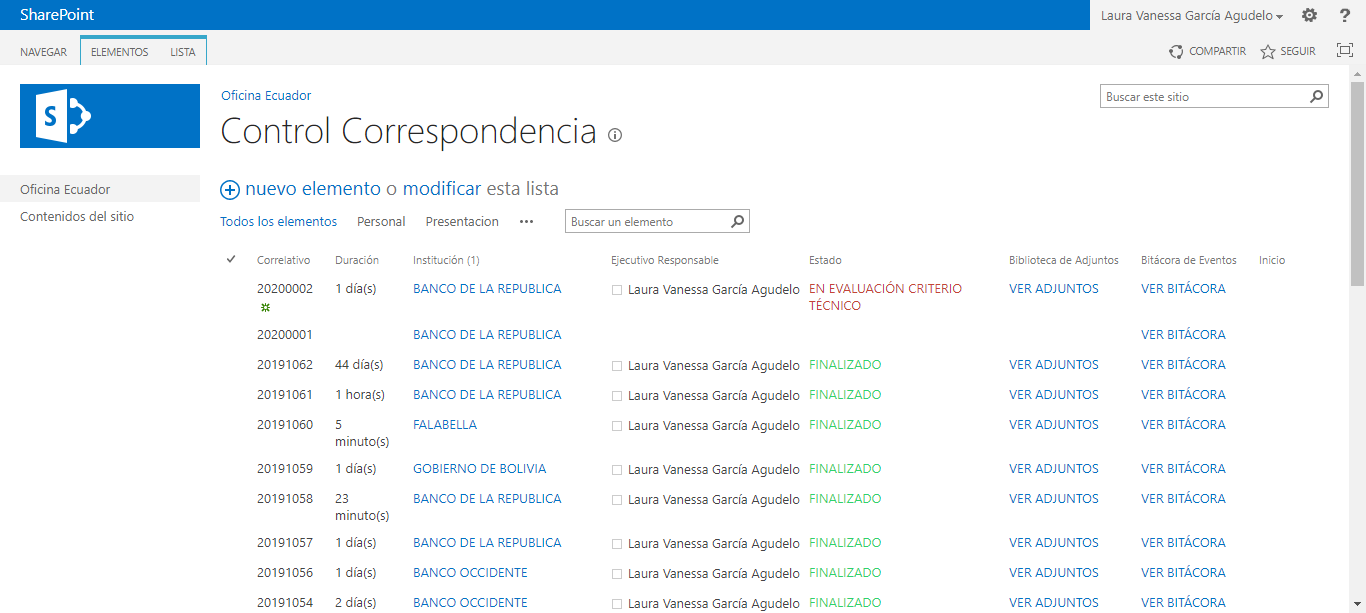 SharePoint
Laura Vanessa García Agudelo
?
NAVEGAR ELEMENTOS LISTA
COMPARTIR SEGUIR
S
Oficina Ecuador
Buscar este sitio
Control Correspondencia
Oficina Ecuador
Contenidos del sitio
nuevo elemento o modificar esta lista
Todos los elementos Personal Presentacion ••• Buscar un elemento
Correlativo Duración Institución (1) Ejecutivo Responsable Estado Biblioteca de Adjuntos Bitácora de Eventos Inicio
20200002 1 día(s) BANCO DE LA REPUBLICA Laura Vanessa García Agudelo EN EVALUACIÓN CRITERIO VER ADJUNTOS VER BITÁCORA
TÉCNICO
20200001 BANCO DE LA REPUBLICA VER BITÁCORA
20191062 44 día(s) BANCO DE LA REPUBLICA Laura Vanessa García Agudelo FINALIZADO VER ADJUNTOS VER BITÁCORA
20191061 1 hora(s) BANCO DE LA REPUBLICA Laura Vanessa García Agudelo FINALIZADO VER ADJUNTOS VER BITÁCORA
20191060 5 FALABELLA Laura Vanessa García Agudelo FINALIZADO VER ADJUNTOS VER BITÁCORA
minuto(s)
20191059 1 día(s) GOBIERNO DE BOLIVIA Laura Vanessa García Agudelo FINALIZADO VER ADJUNTOS VER BITÁCORA
20191058 23 BANCO DE LA REPUBLICA Laura Vanessa García Agudelo FINALIZADO VER ADJUNTOS VER BITÁCORA
minuto(s)
20191057 1 día(s) BANCO DE LA REPUBLICA Laura Vanessa García Agudelo FINALIZADO VER ADJUNTOS VER BITÁCORA
20191056 1 día(s) BANCO OCCIDENTE Laura Vanessa García Agudelo FINALIZADO VER ADJUNTOS VER BITÁCORA
20191054 2 día(s) BANCO OCCIDENTE Laura Vanessa García Agudelo FINALIZADO VER ADJUNTOS VER BITÁCORA